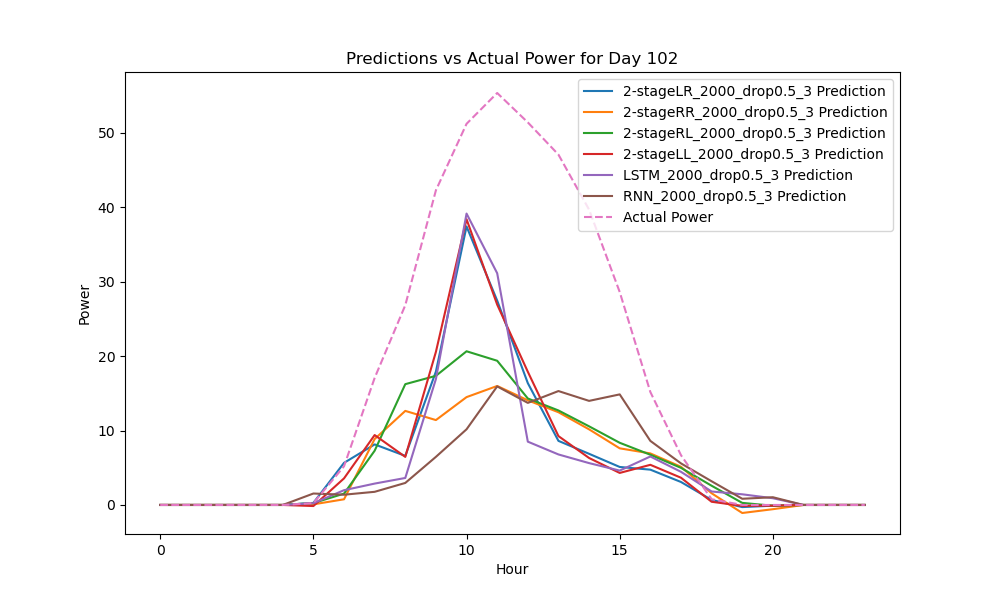 Predictions vs Actual Power for Day 102
2-stageLR_2000_drop0.5_3 Prediction
2-stageRR_2000_drop0.5_3 Prediction
2-stageRL_2000_drop0.5_3 Prediction
2-stageLL_2000_drop0.5_3 Prediction
LSTM_2000_drop0.5_3 Prediction
RNN_2000_drop0.5_3 Prediction
Actual Power
Power
50
40
30
20
10
0
0 5 10 15 20
Hour